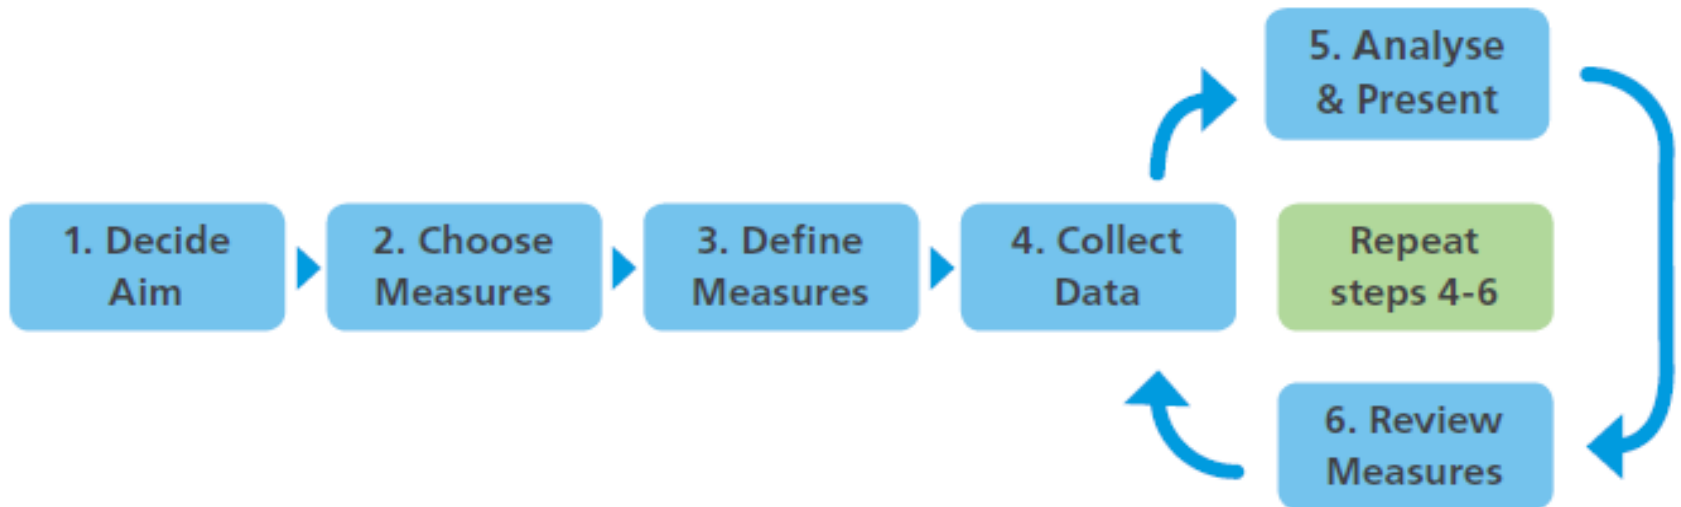 1. Decide
Aim
2. Choose
Measures
3. Define
Measures
4. Collect
Data
5. Analyse
& Present
Repeat
steps 4-6
6. Review
Measures